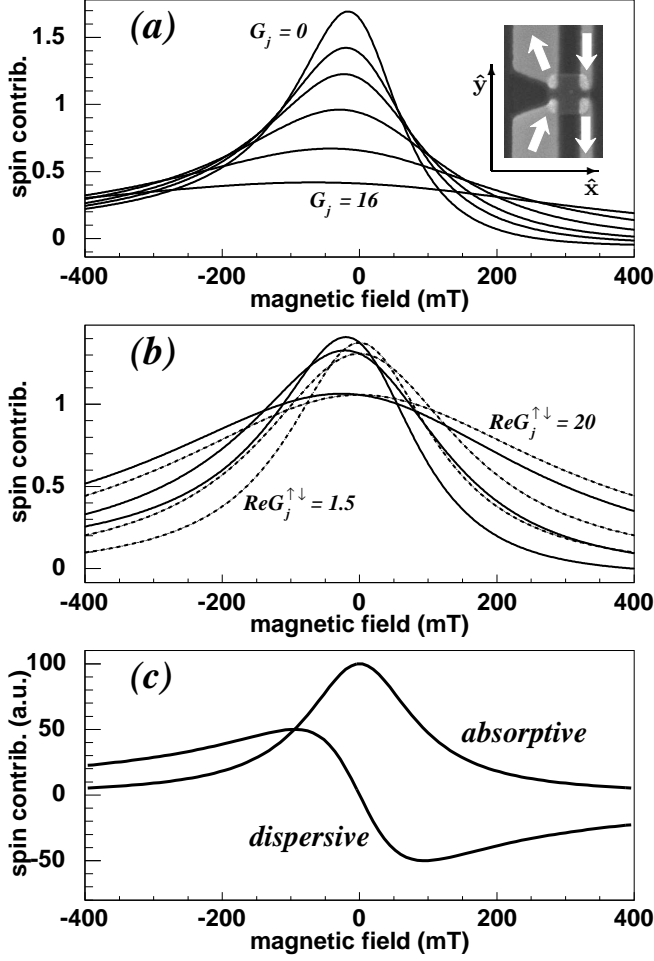 (a)
G_j = 0
1.5
1
0.5
0
spin contrib.
G_j = 16
ŷ
x̂
-400 -200 0 200 400
magnetic field (mT)
(b)
1
0.5
0
spin contrib.
ReG_j^↑↓ = 20
ReG_j^↑↓ = 1.5
-400 -200 0 200 400
magnetic field (mT)
(c)
100
50
0
-50
spin contrib. (a.u.)
absorptive
dispersive
-400 -200 0 200 400
magnetic field (mT)